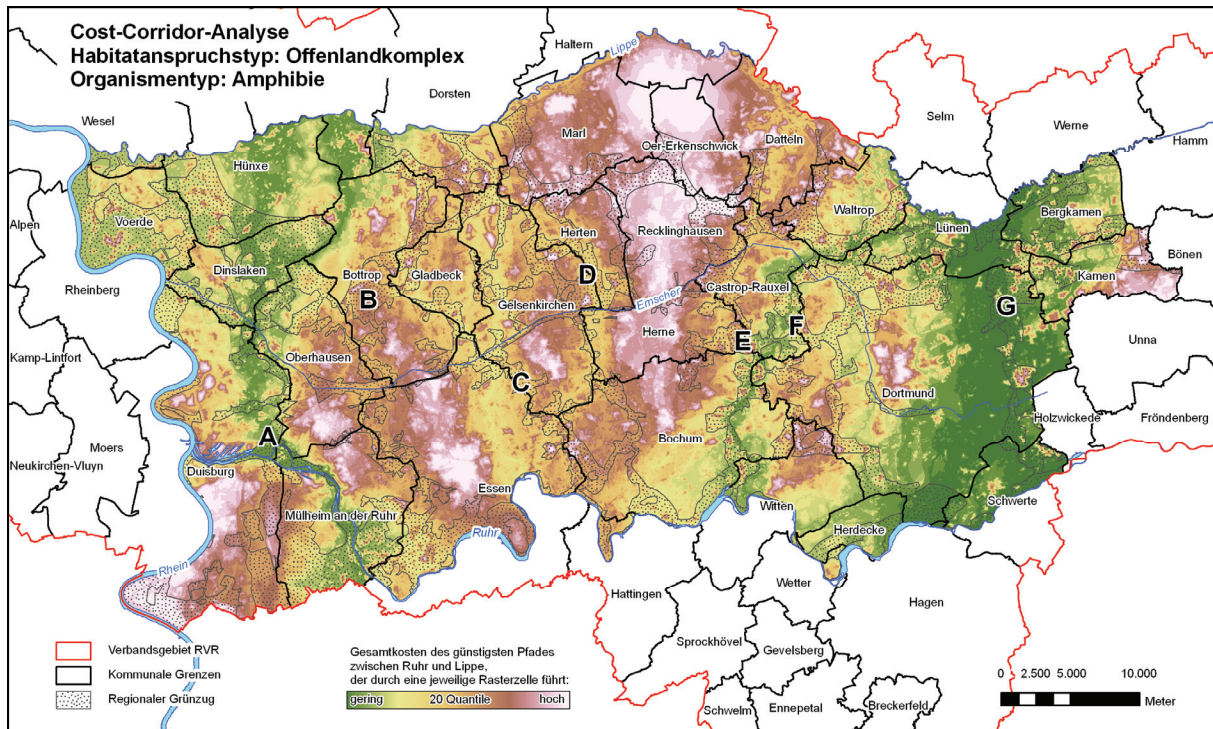 Cost-Corridor-Analyse
Habitatanspruchstyp: Offenlandkomplex
Organismentyp: Amphibie
Haltern
Lippe
Dorsten
Wesel
Selm
Werne
Hamm
Marl
Oer-Erkenschwick
Datteln
Hünxe
Voerde
Alpen
Waltrop
Bergkamen
Lünen
Herten
Recklinghausen
Rheinberg
Dinslaken
Bottrop
Gladbeck
D
Castrop-Rauxel
Kamen
Bönen
B
Gelsenkirchen
Emscher
G
F
E
Herne
Unna
Kamp-Lintfort
Oberhausen
C
Dortmund
Moers
Holzwickede
Fröndenberg
A
Bochum
Neukirchen-Vluyn
Duisburg
Essen
Schwerte
Mülheim an der Ruhr
Witten
Herdecke
Ruhr
Rhein
Wetter
Hattingen
Hagen
Sprockhövel
Gevelsberg
Schwelm
Ennepetal
Breckerfeld
Verbandsgebiet RVR
Kommunale Grenzen
Regionaler Grünzug
Gesamtkosten des günstigsten Pfades
zwischen Ruhr und Lippe,
der durch eine jeweilige Rasterzelle führt:
gering 20 Quantile hoch
0 2.500 5.000 10.000
Meter